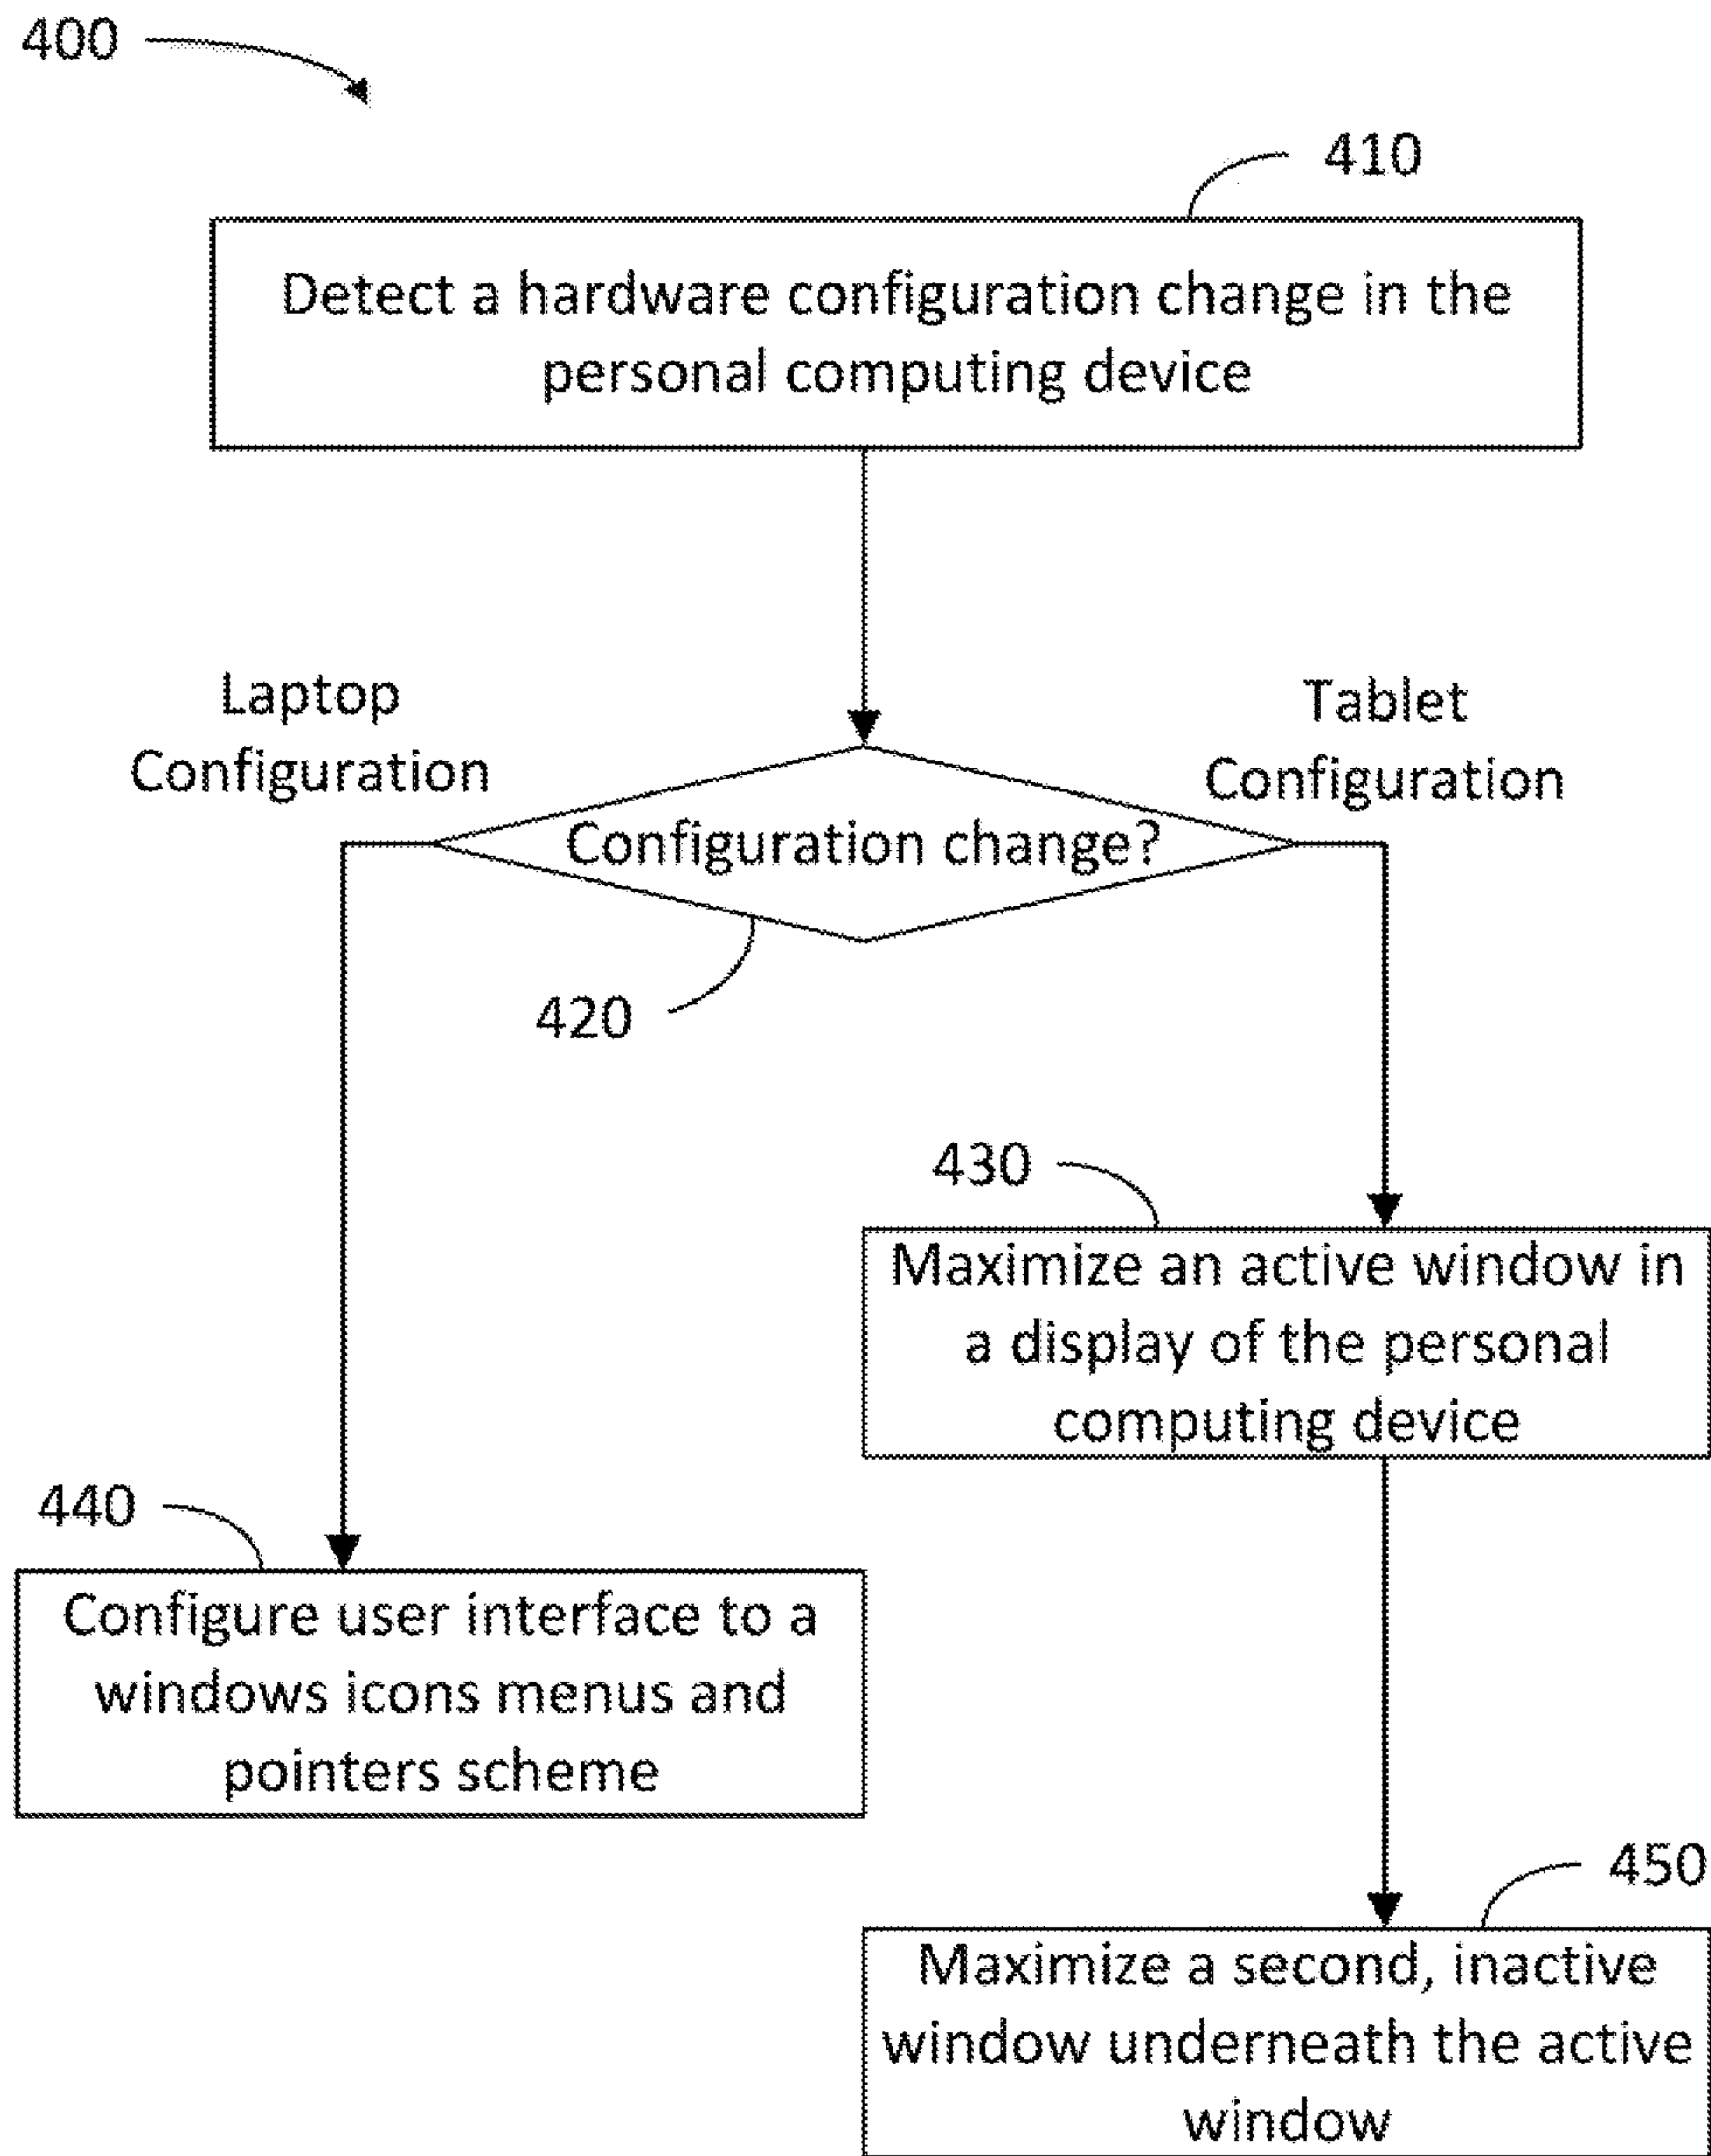 400
410
Detect a hardware configuration change in the
personal computing device
Laptop
Configuration
Tablet
Configuration
Configuration change?
420
430
Maximize an active window in
a display of the personal
computing device
440
Configure user interface to a
windows icons menus and
pointers scheme
450
Maximize a second, inactive
window underneath the active
window